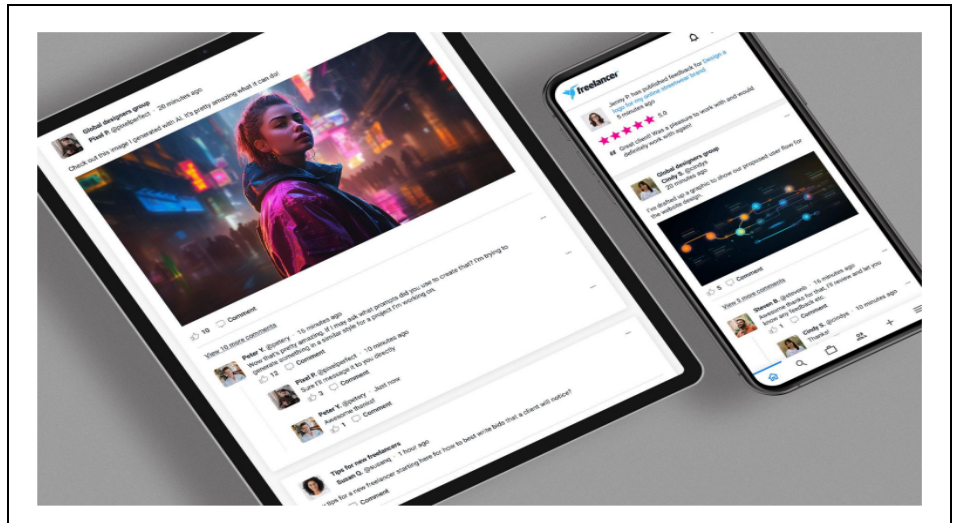 Global designers group
Pixel P. @pixelperfect · 20 minutes ago
Check out this image I generated with AI. It's pretty amazing what it can do!
10 Comment
View 10 more comments
Peter Y. @petery · 15 minutes ago
Wow that's pretty amazing. If I may ask what prompts did you use to create that? I'm trying to
generate something in a similar style for a project I'm working on.
12 Comment
Pixel P. @pixelperfect · 10 minutes ago
Sure I'll message it to you directly
3 Comment
Peter Y. @petery · Just now
Awesome thanks!
1 Comment
Tips for new freelancers
Susan Q. @susanq · 1 hour ago
tips for a new freelancer starting here for how to best write bids that a client will notice?
Comment
freelancer
Jenny P. has published feedback for Design a
logo for my online streetwear brand
6 minutes ago
5.0
“ Great client! Was a pleasure to work with and would
definitely work with again!
Global designers group
Cindy S. @cindys
20 minutes ago
I've drafted up a graphic to show our proposed user flow for
the website design.
5 Comment
View 5 more comments
Steven B. @stevenb · 16 minutes ago
Awesome thanks for that, I'll review and let you
know any feedback etc.
1 Comment
Cindy S. @cindys · 10 minutes ago
Thanks!